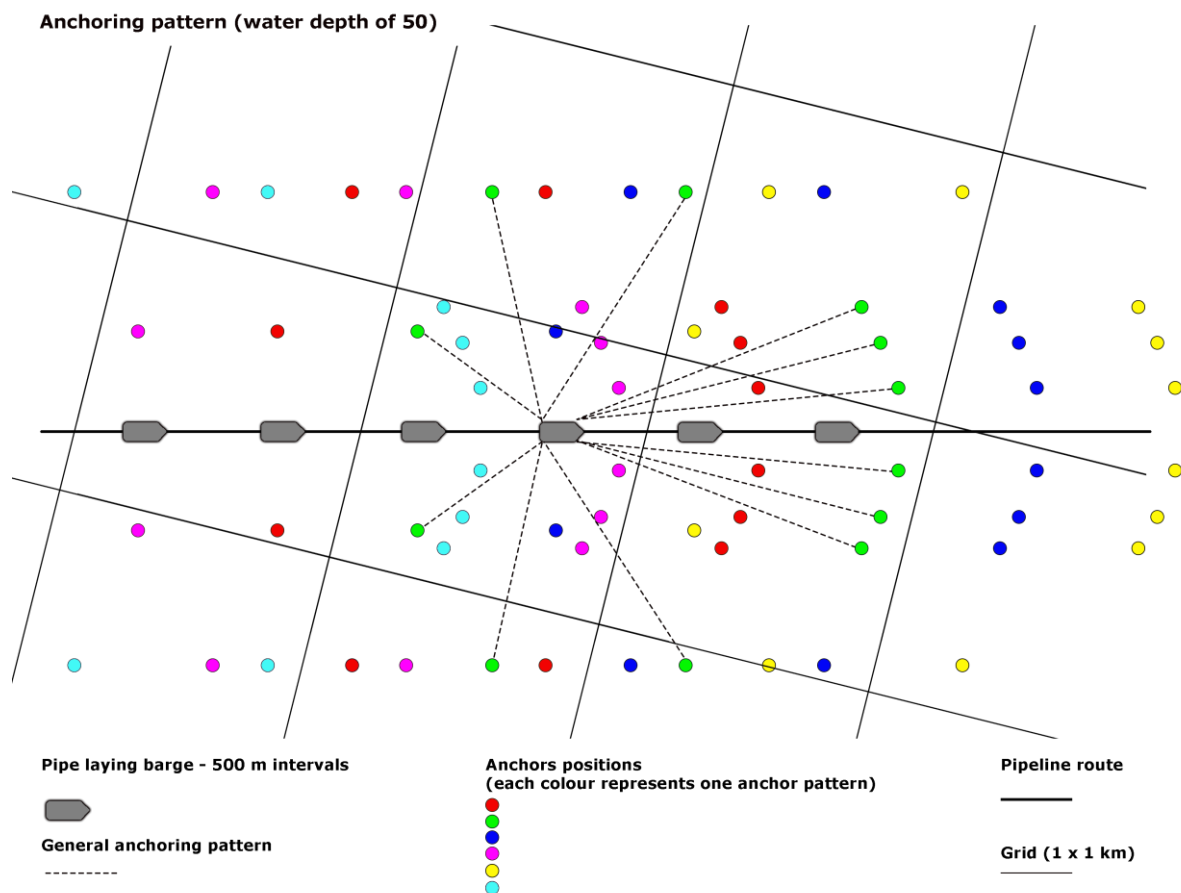 Anchoring pattern (water depth of 50)
Pipe laying barge - 500 m intervals
General anchoring pattern
Anchors positions
(each colour represents one anchor pattern)
Pipeline route
Grid (1 x 1 km)